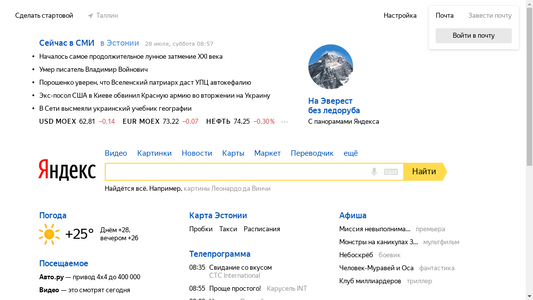 Сделать стартовой
Таллин
Настройка
Почта
Завести почту
Войти в почту
Сейчас в СМИ
в Эстонии
28 июля, суббота 08:57
Началось самое продолжительное лунное затмение XXI века
Умер писатель Владимир Войнович
Порошенко уверен, что Вселенский патриарх даст УПЦ автокефалию
Экс-посол США в Киеве обвинил Красную армию во вторжении на Украину
В Сети высмеяли украинский учебник географии
USD MOEX 62,81 −0,14 EUR MOEX 73,22 −0,07 НЕФТЬ 74,25 −0,30% ···
На Эверест
без ледоруба
С панорамами Яндекса
Видео Картинки Новости Карты Маркет Переводчик ещё
Яндекс
Найти
Найдётся всё. Например, картины Леонардо да Винчи
Погода
+25°
Днём +28,
вечером +26
Посещаемое
Авто.ру — привод 4x4 до 400 000
Видео — это смотрят сегодня
Карта Эстонии
Пробки Такси Расписания
Телепрограмма
08:35 Свидание со вкусом
СТС International
08:55 Проше простого! Карусель INT
Афиша
Миссия невыполнима... премьера
Монстры на каникулах 3... мультфильм
Небоскрёб боевик
Человек-Муравей и Оса фантастика
Клуб миллиардеров триллер